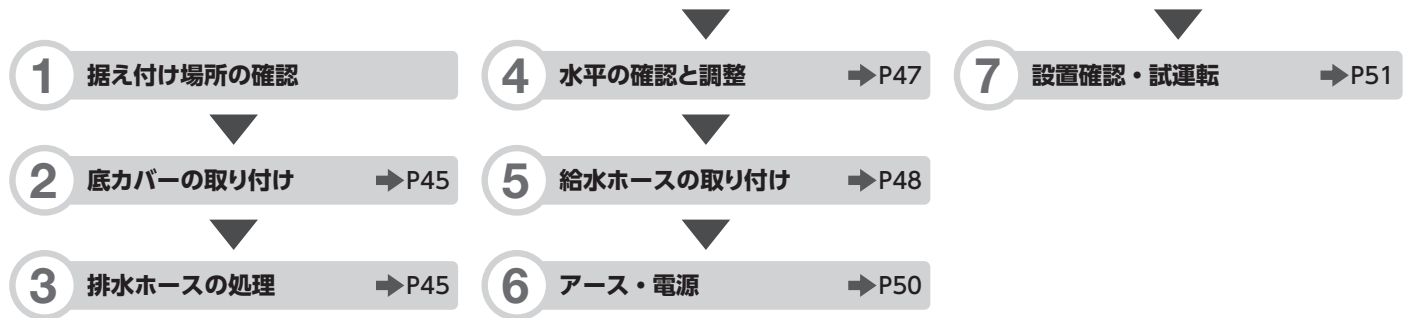 1 据え付け場所の確認
2 底カバーの取り付け ➡P45
3 排水ホースの処理 ➡P45
4 水平の確認と調整 ➡P47
5 給水ホースの取り付け ➡P48
6 アース・電源 ➡P50
7 設置確認・試運転 ➡P51